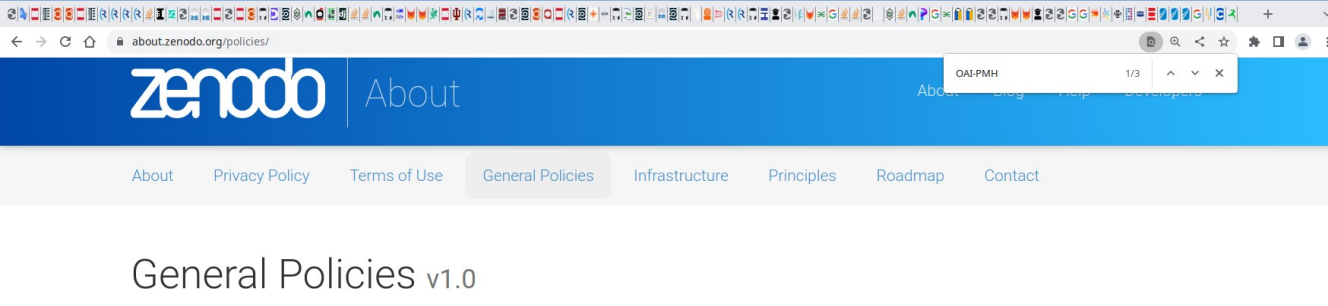 about.zenodo.org/policies/
OAI-PMH 1/3
zenodo About
About Blog Help Developers
About Privacy Policy Terms of Use General Policies Infrastructure Principles Roadmap Contact
General Policies v1.0